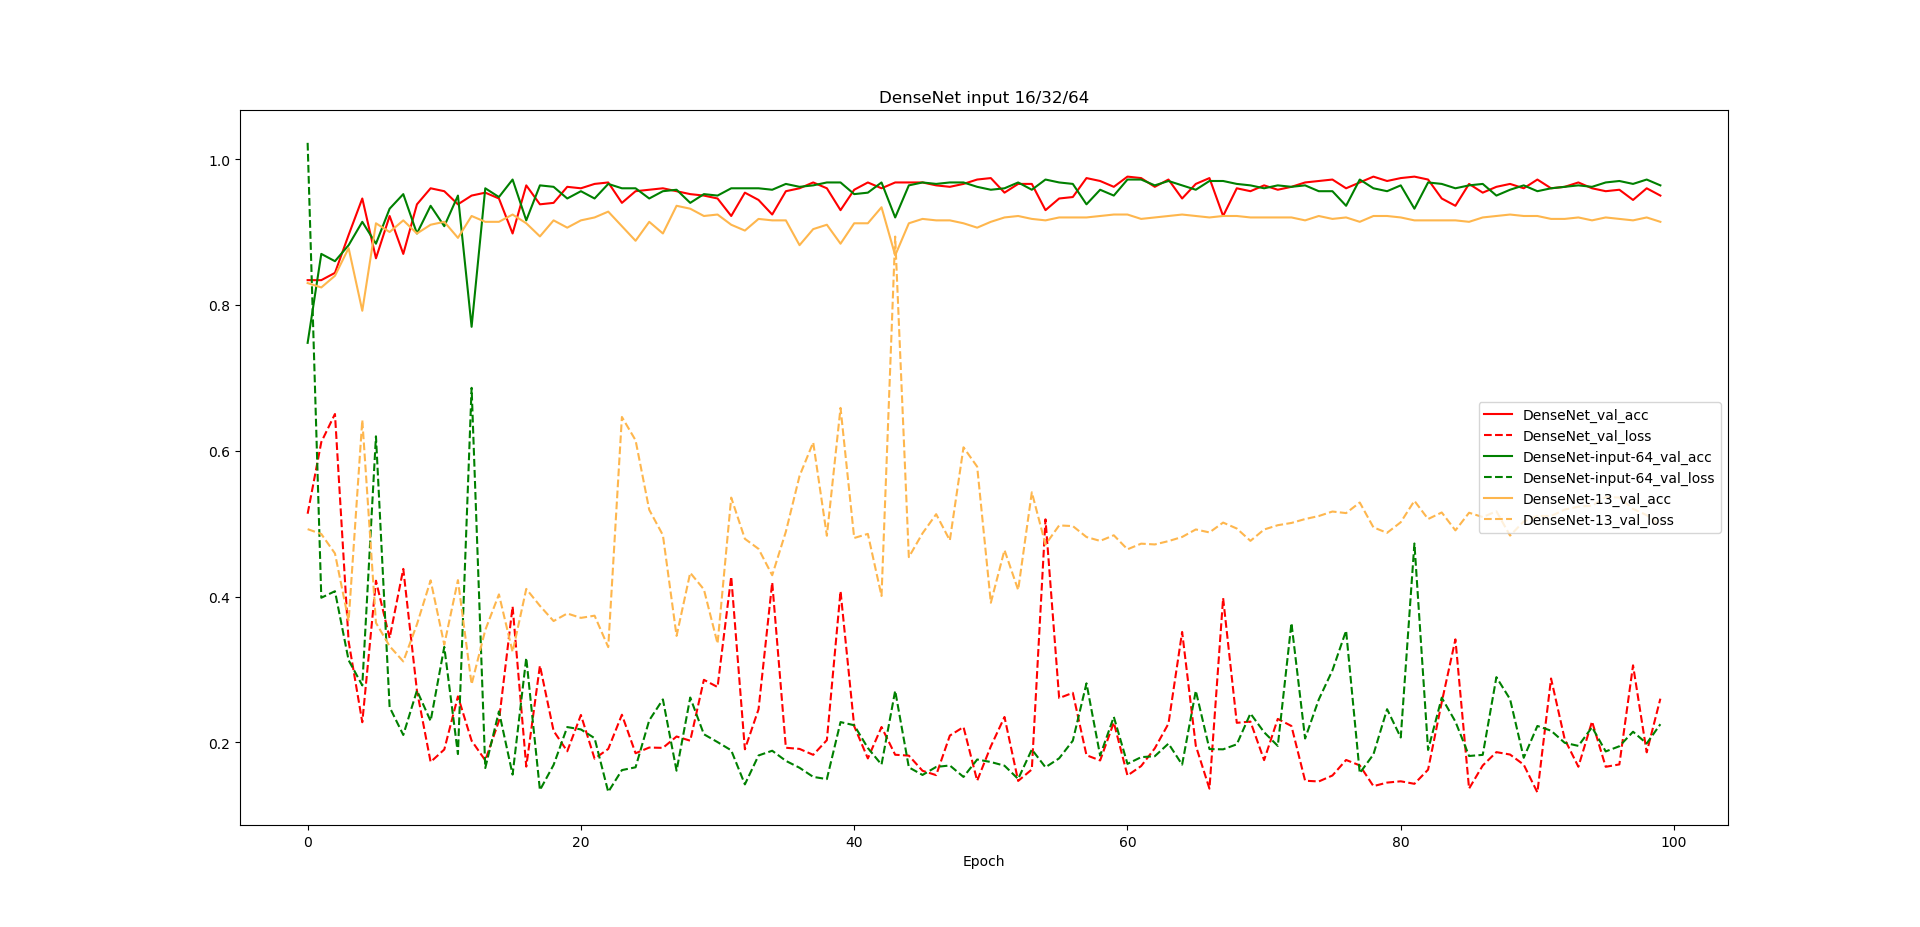 DenseNet input 16/32/64
1.0
0.8
0.6
0.4
0.2
DenseNet_val_acc
DenseNet_val_loss
DenseNet-input-64_val_acc
DenseNet-input-64_val_loss
DenseNet-13_val_acc
DenseNet-13_val_loss
0 20 40 60 80 100
Epoch